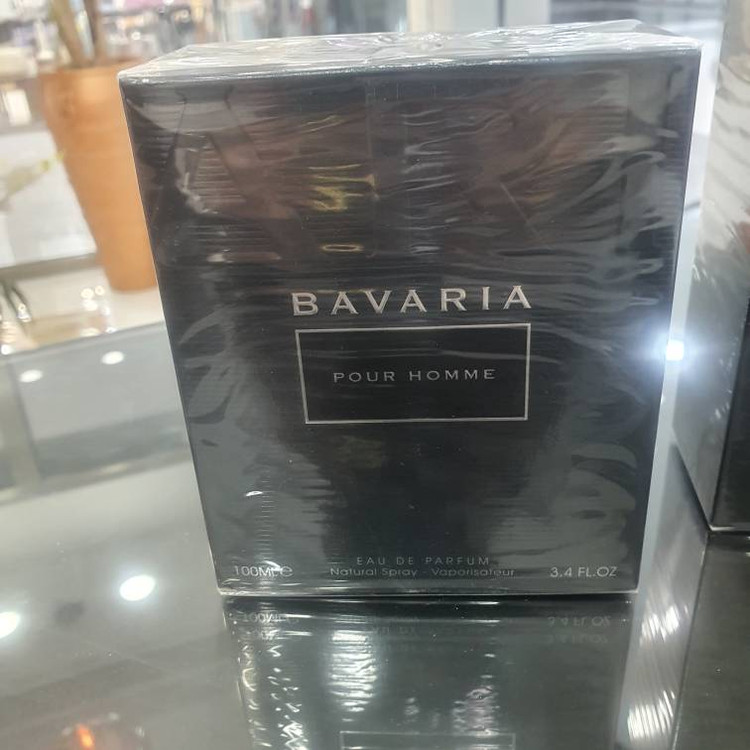 BAVARIA
POUR HOMME
EAU DE PARFUM
100ML℮ Natural Spray - Vaporisateur 3.4 FL.OZ